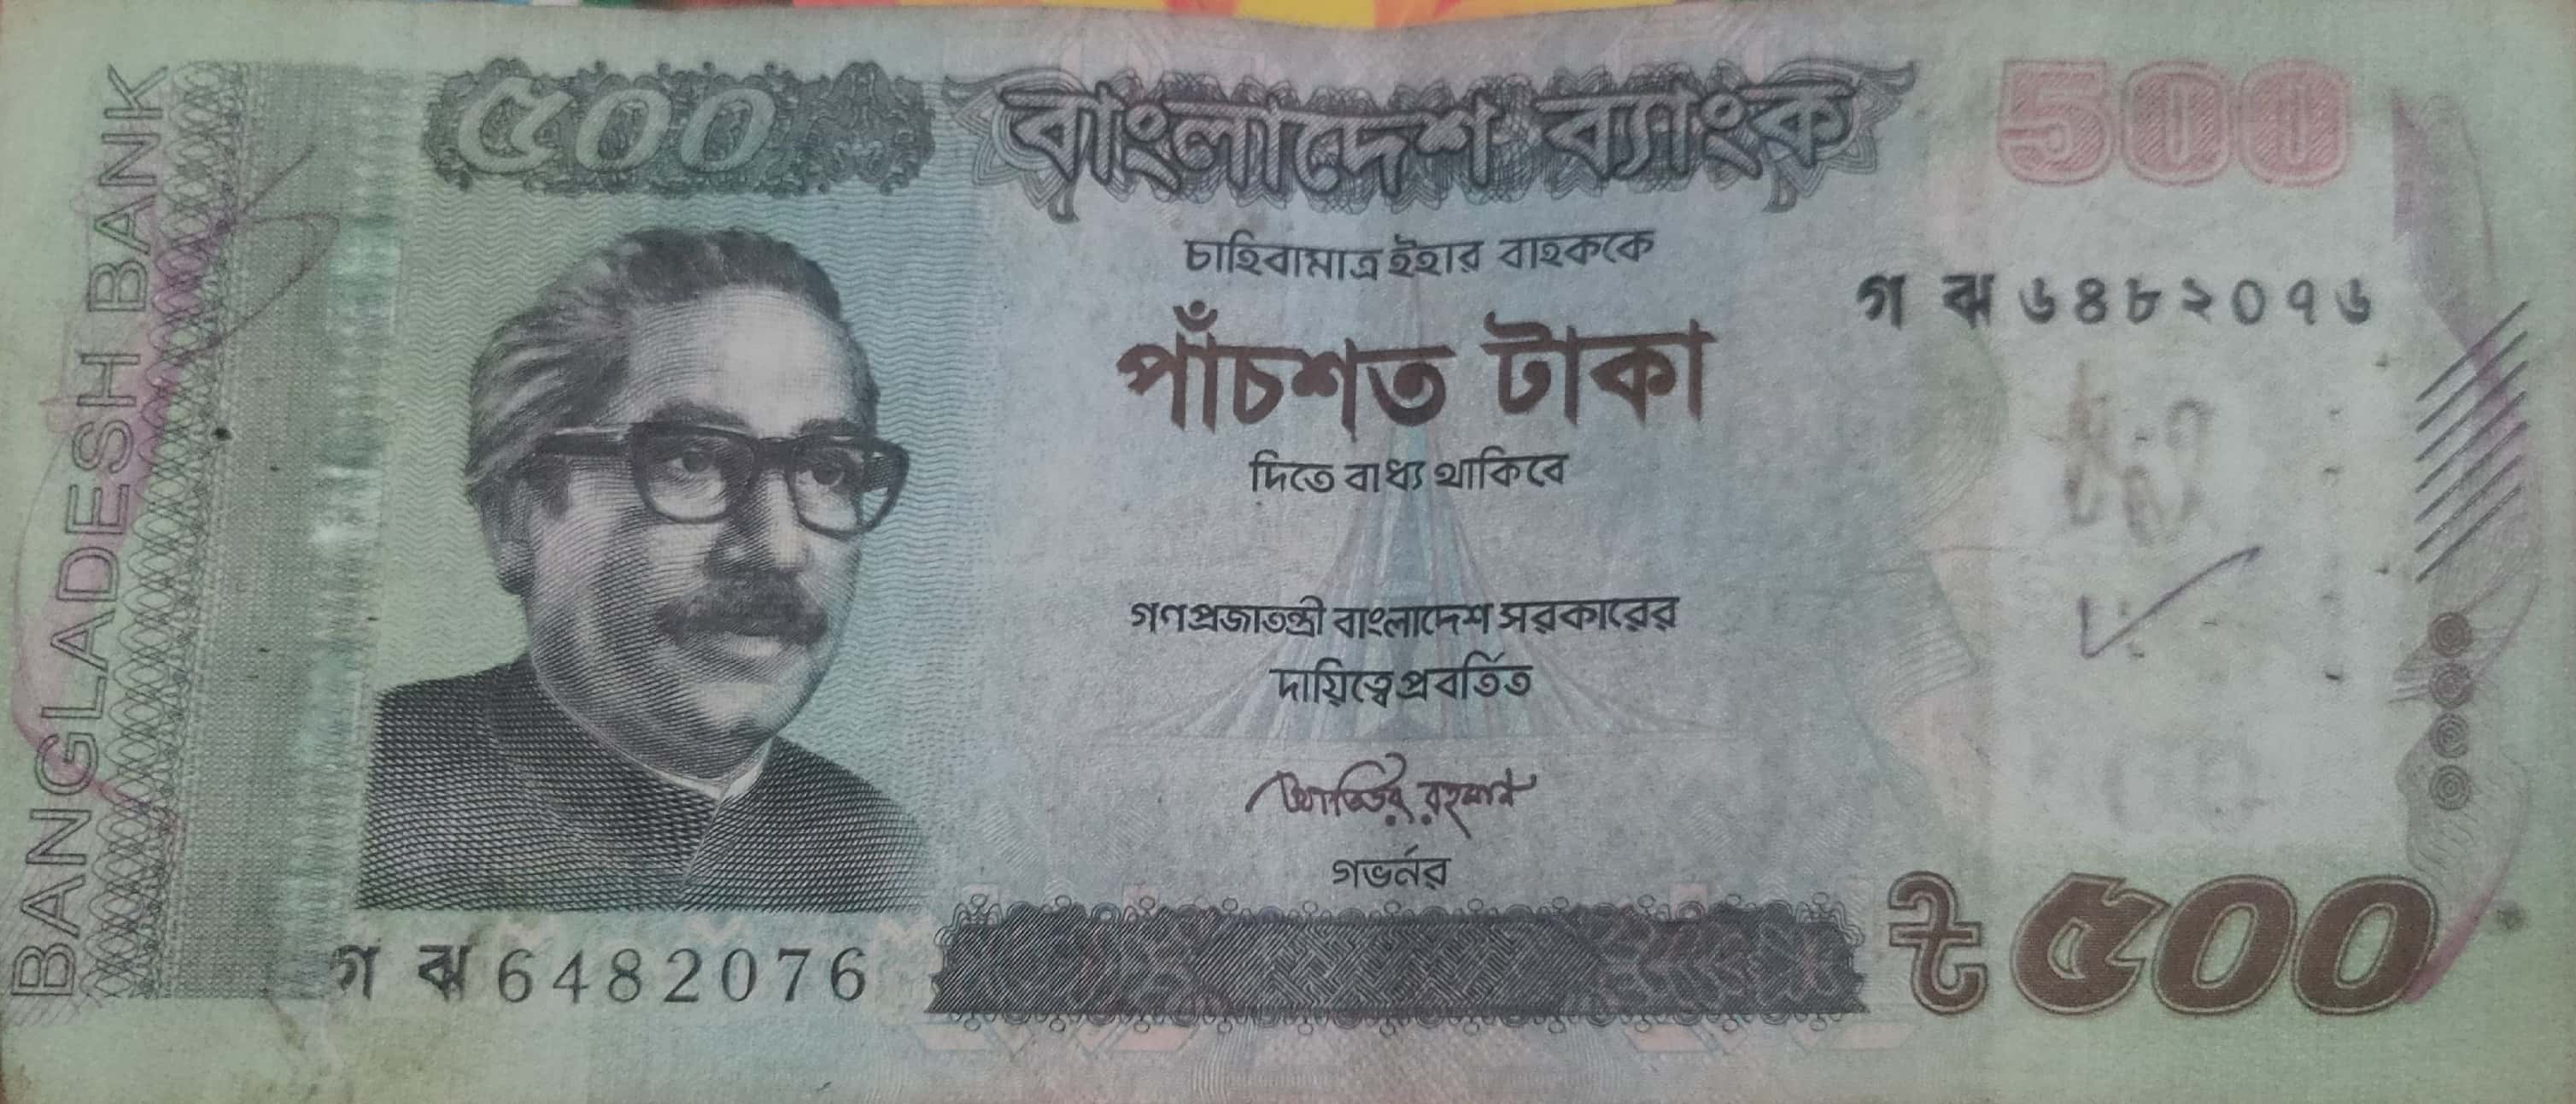 BANGLADESH BANK
৫০০
বাংলাদেশ ব্যাংক
500
চাহিবামাত্র ইহার বাহককে
গ ঝ ৬৪৮২০৭৬
পাঁচশত টাকা
দিতে বাধ্য থাকিবে
গণপ্রজাতন্ত্রী বাংলাদেশ সরকারের
দায়িত্বে প্রবর্তিত
আতিউর রহমান
গভর্নর
গ ঝ 6482076
৳ ৫০০